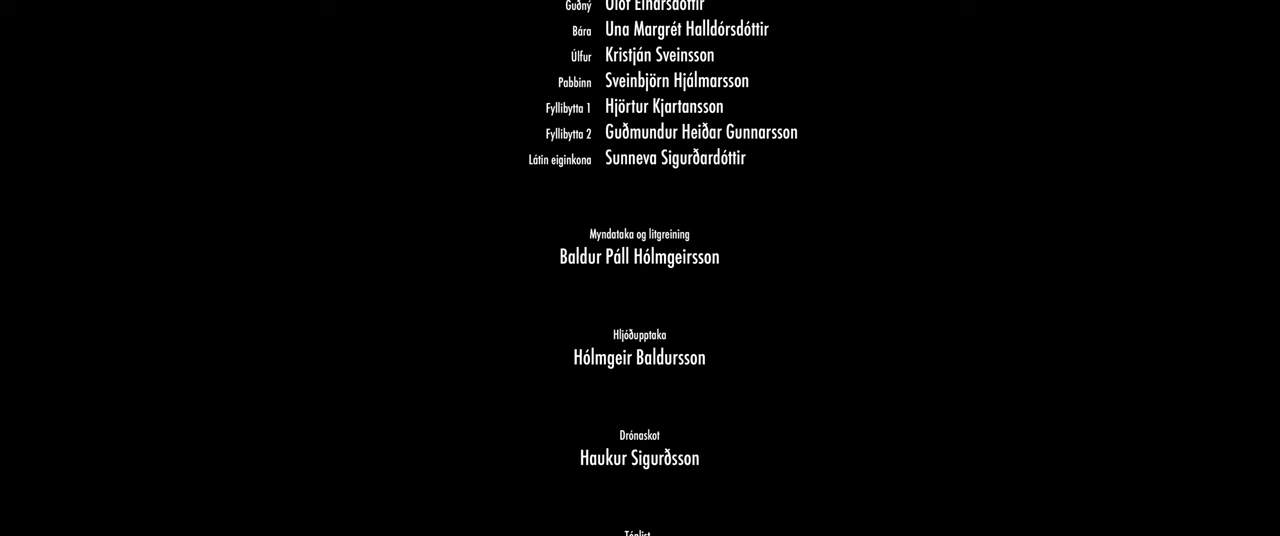 Guðný Ólöf Einarsdóttir
Bára Una Margrét Halldórsdóttir
Úlfur Kristján Sveinsson
Pabbinn Sveinbjörn Hjálmarsson
Fyllibytta 1 Hjörtur Kjartansson
Fyllibytta 2 Guðmundur Heiðar Gunnarsson
Látin eiginkona Sunneva Sigurðardóttir
Myndataka og litgreining
Baldur Páll Hólmgeirsson
Hljóðupptaka
Hólmgeir Baldursson
Drónaskot
Haukur Sigurðsson
Tónlist